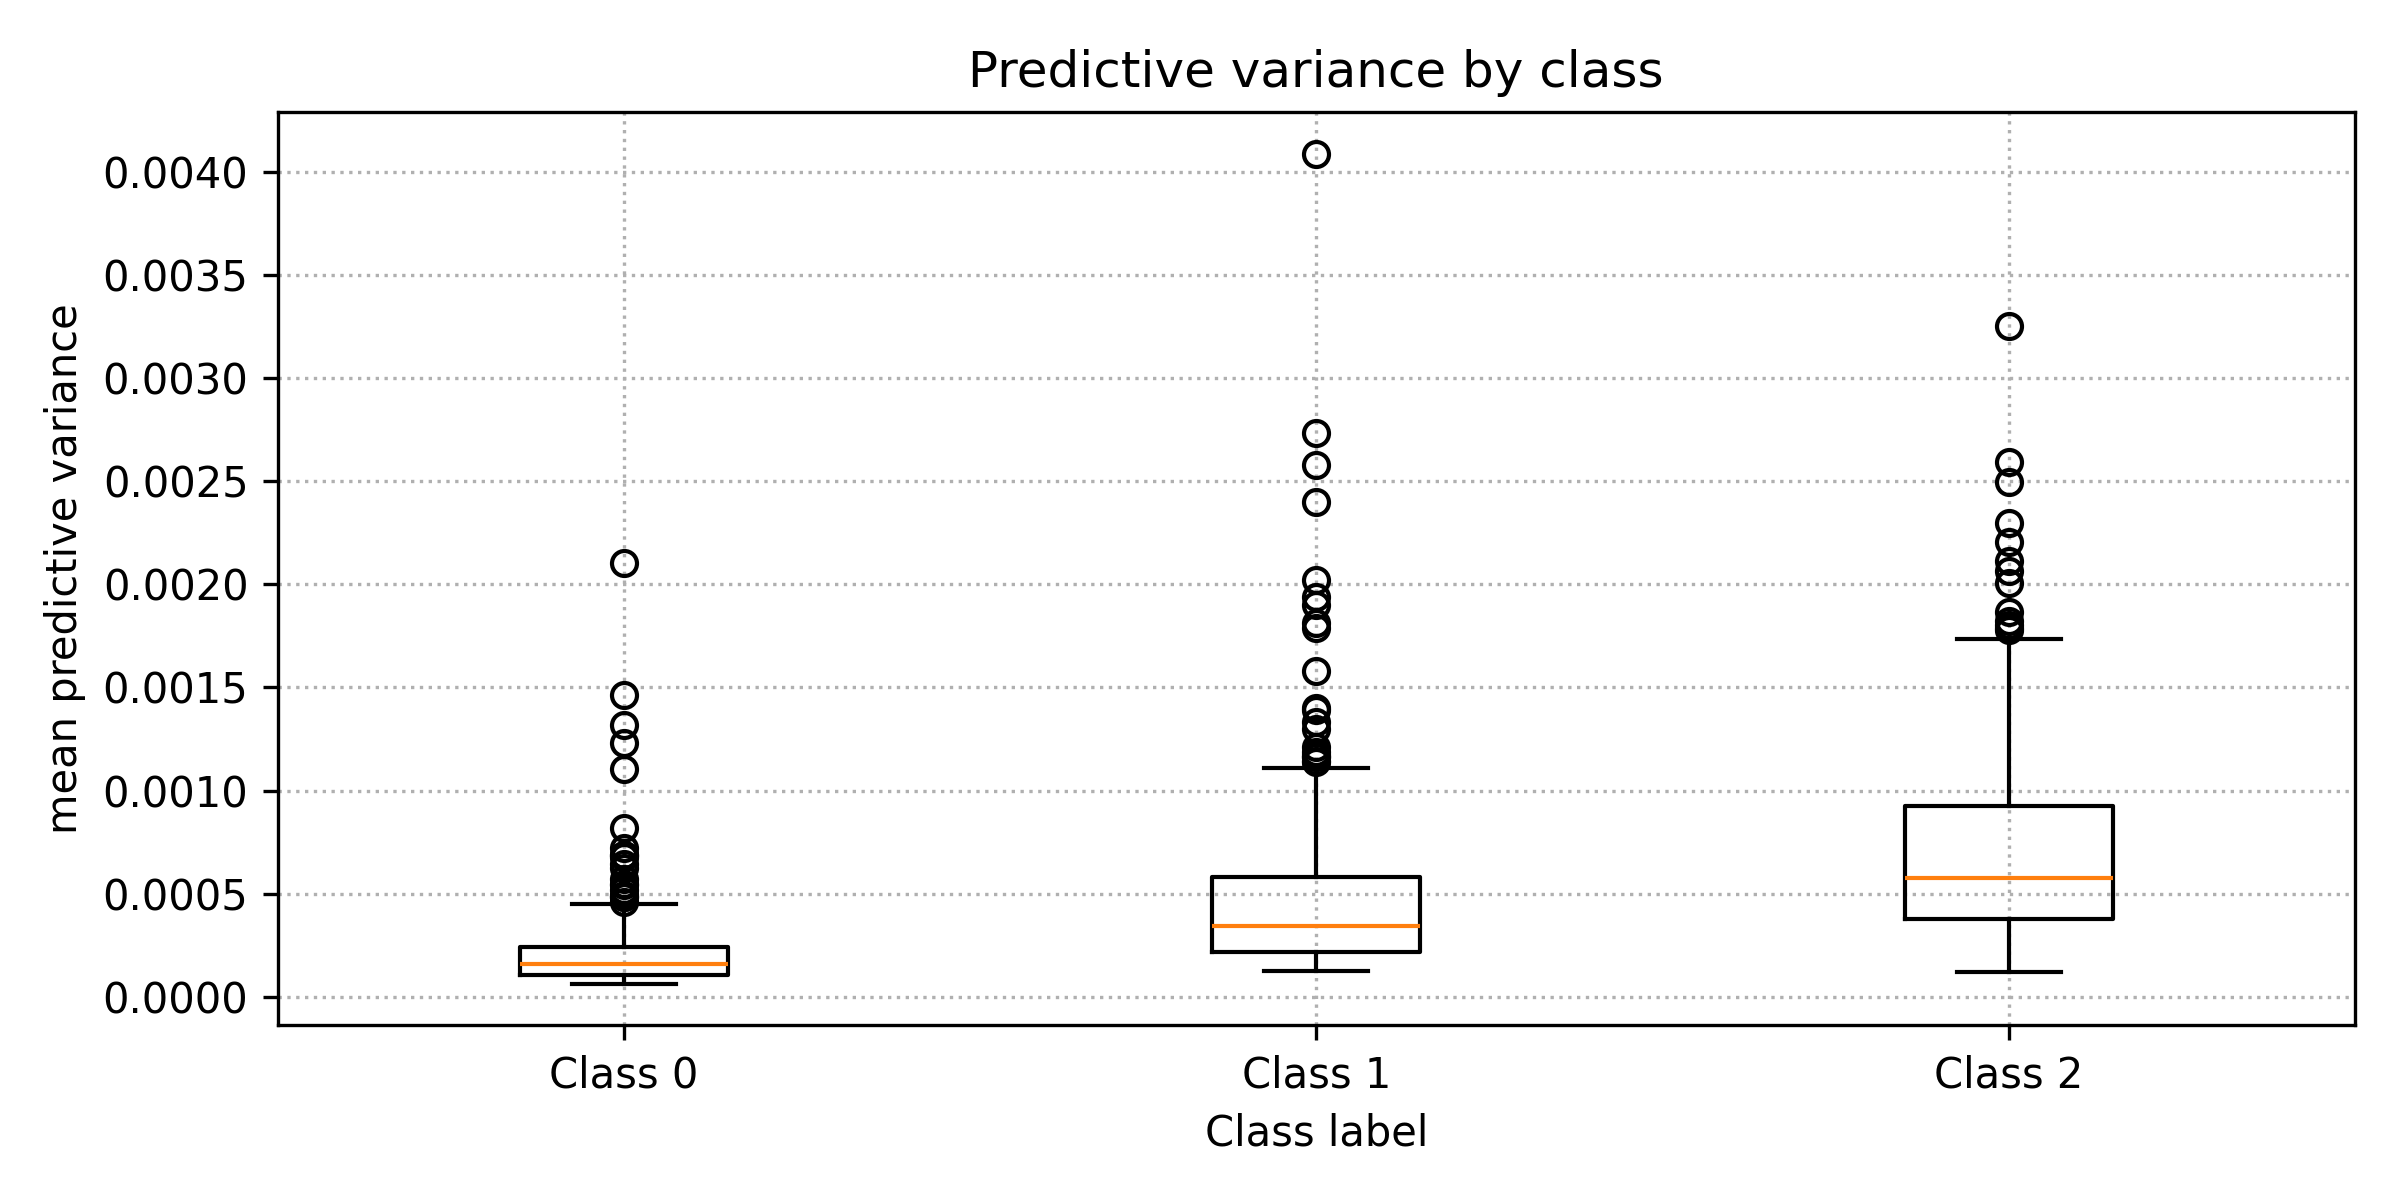 Predictive variance by class
0.0040
0.0035
0.0030
0.0025
0.0020
0.0015
0.0010
0.0005
0.0000
mean predictive variance
Class 0 Class 1 Class 2
Class label